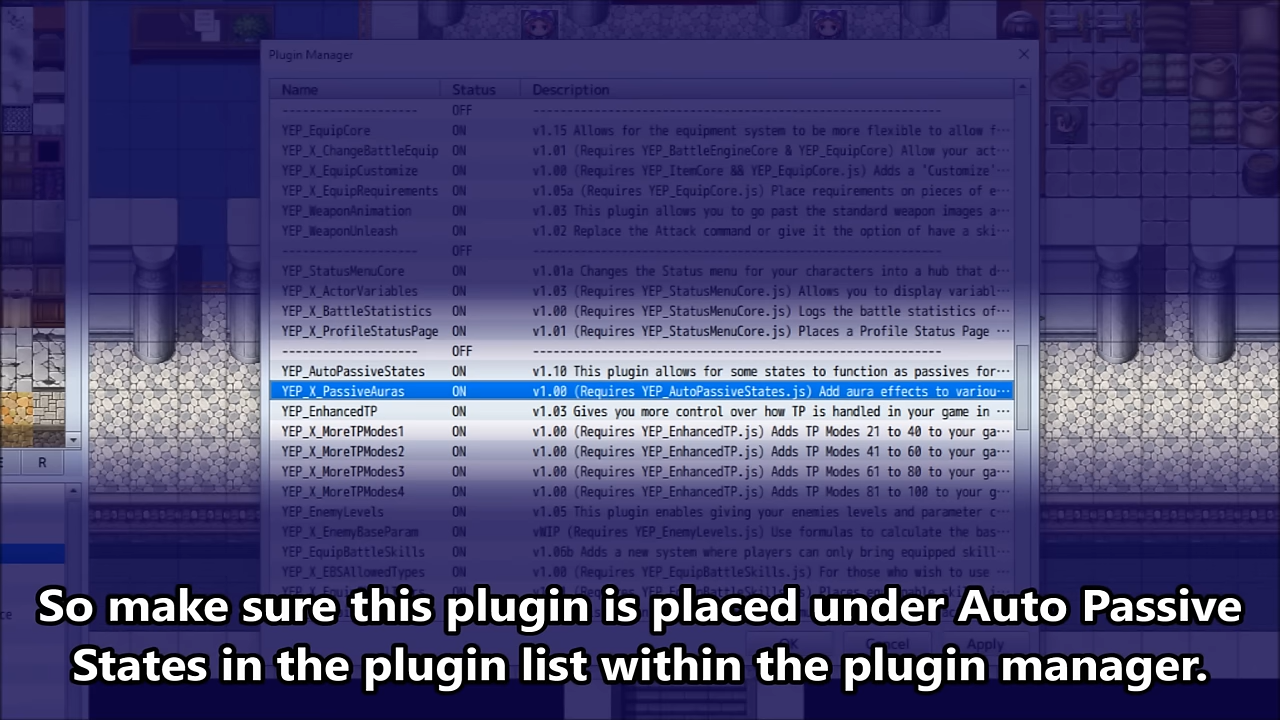 Plugin Manager
Name Status Description
------------------- OFF ---------------------------------------------------------
YEP_EquipCore ON v1.15 Allows for the equipment system to be more flexible to allow f···
YEP_X_ChangeBattleEquip ON v1.01 (Requires YEP_BattleEngineCore & YEP_EquipCore) Allow your act···
YEP_X_EquipCustomize ON v1.00 (Requires YEP_ItemCore && YEP_EquipCore.js) Adds a 'Customize'···
YEP_X_EquipRequirements ON v1.05a (Requires YEP_EquipCore.js) Place requirements on pieces of e···
YEP_WeaponAnimation ON v1.03 This plugin allows you to go past the standard weapon images a···
YEP_WeaponUnleash ON v1.02 Replace the Attack command or give it the option of have a ski···
------------------- OFF ---------------------------------------------------------
YEP_StatusMenuCore ON v1.01a Changes the Status menu for your characters into a hub that d···
YEP_X_ActorVariables ON v1.03 (Requires YEP_StatusMenuCore.js) Allows you to display variabl···
YEP_X_BattleStatistics ON v1.00 (Requires YEP_StatusMenuCore.js) Logs the battle statistics of···
YEP_X_ProfileStatusPage ON v1.01 (Requires YEP_StatusMenuCore.js) Places a Profile Status Page ···
------------------- OFF ---------------------------------------------------------
YEP_AutoPassiveStates ON v1.10 This plugin allows for some states to function as passives for···
YEP_X_PassiveAuras ON v1.00 (Requires YEP_AutoPassiveStates.js) Add aura effects to variou···
YEP_EnhancedTP ON v1.03 Gives you more control over how TP is handled in your game in ···
YEP_X_MoreTPModes1 ON v1.00 (Requires YEP_EnhancedTP.js) Adds TP Modes 21 to 40 to your ga···
YEP_X_MoreTPModes2 ON v1.00 (Requires YEP_EnhancedTP.js) Adds TP Modes 41 to 60 to your ga···
YEP_X_MoreTPModes3 ON v1.00 (Requires YEP_EnhancedTP.js) Adds TP Modes 61 to 80 to your ga···
YEP_X_MoreTPModes4 ON v1.00 (Requires YEP_EnhancedTP.js) Adds TP Modes 81 to 100 to your g···
YEP_EnemyLevels ON v1.05 This plugin enables giving your enemies levels and parameter c···
YEP_X_EnemyBaseParam ON vWIP (Requires YEP_EnemyLevels.js) Use formulas to calculate the bas···
YEP_EquipBattleSkills ON v1.06b Adds a new system where players can only bring equipped skill···
YEP_X_EBSAllowedTypes ON v1.00 (Requires YEP_EquipBattleSkills.js) For those who wish to use ···
R
OK Cancel Apply
So make sure this plugin is placed under Auto Passive
States in the plugin list within the plugin manager.